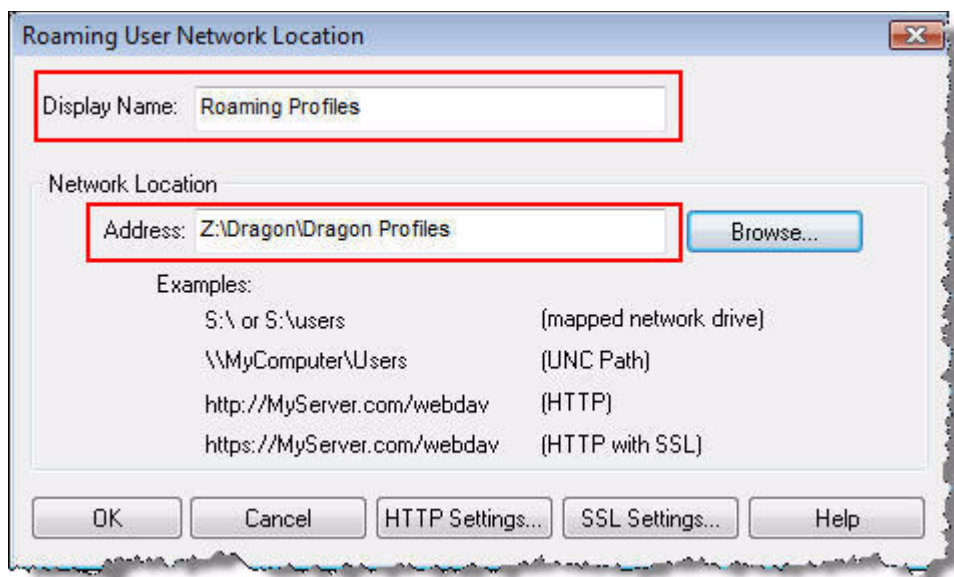 Roaming User Network Location
Display Name: Roaming Profiles
Network Location
Address: Z:\Dragon\Dragon Profiles Browse...
Examples:
S:\ or S:\users (mapped network drive)
\\MyComputer\Users (UNC Path)
http://MyServer.com/webdav (HTTP)
https://MyServer.com/webdav (HTTP with SSL)
OK Cancel HTTP Settings... SSL Settings... Help